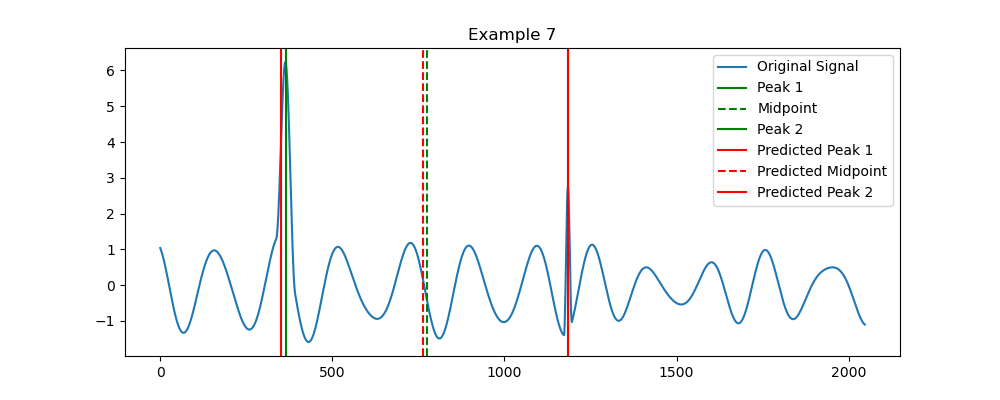 Example 7
6
5
4
3
2
1
0
−1
0
500
1000
1500
2000
Original Signal
Peak 1
Midpoint
Peak 2
Predicted Peak 1
Predicted Midpoint
Predicted Peak 2